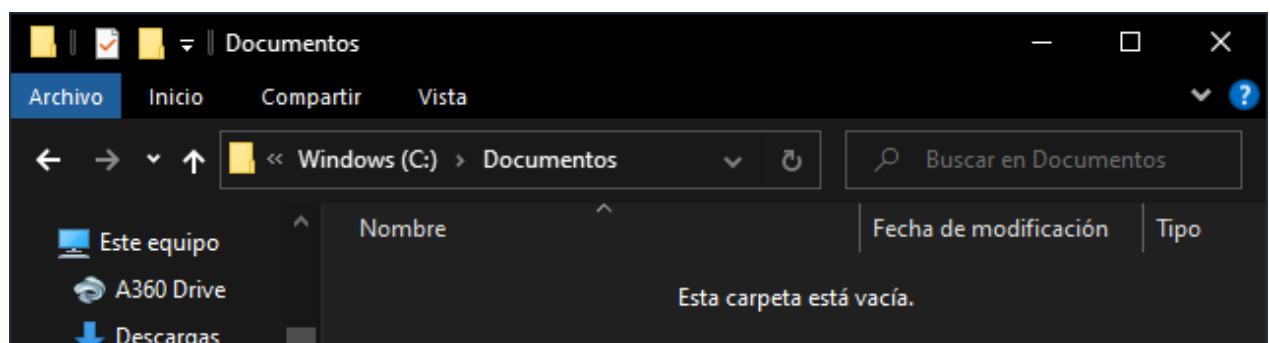 Documentos
Archivo Inicio Compartir Vista
« Windows (C:) > Documentos Buscar en Documentos
Este equipo Nombre Fecha de modificación Tipo
A360 Drive Esta carpeta está vacía.
Descargas